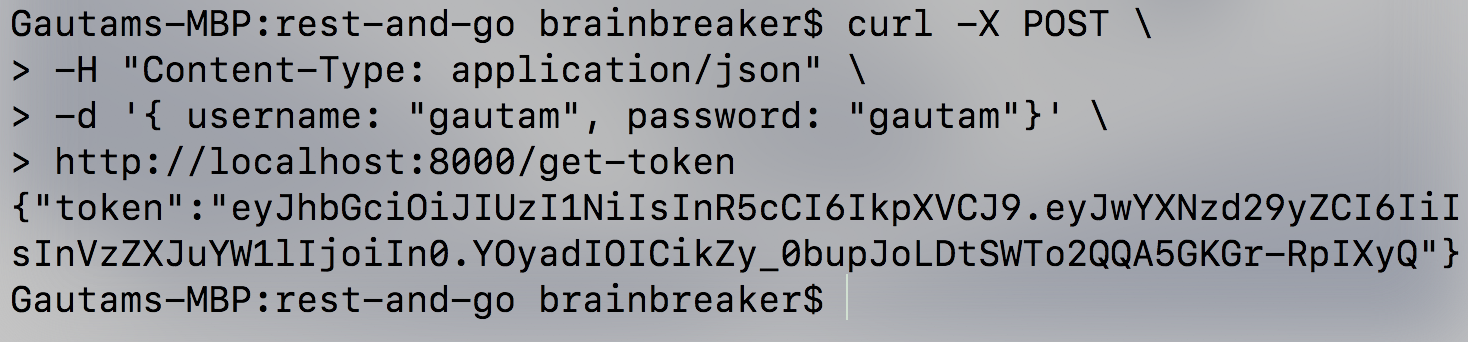 Gautams-MBP:rest-and-go brainbreaker$ curl -X POST \
> -H "Content-Type: application/json" \
> -d '{ username: "gautam", password: "gautam"}' \
> http://localhost:8000/get-token
{"token":"eyJhbGciOiJIUzI1NiIsInR5cCI6IkpXVCJ9.eyJwYXNzd29yZCI6IiI
sInVzZXJuYW1lIjoiIn0.YOyadIOICikZy_0bupJoLDtSWTo2QQA5GKGr-RpIXyQ"}
Gautams-MBP:rest-and-go brainbreaker$